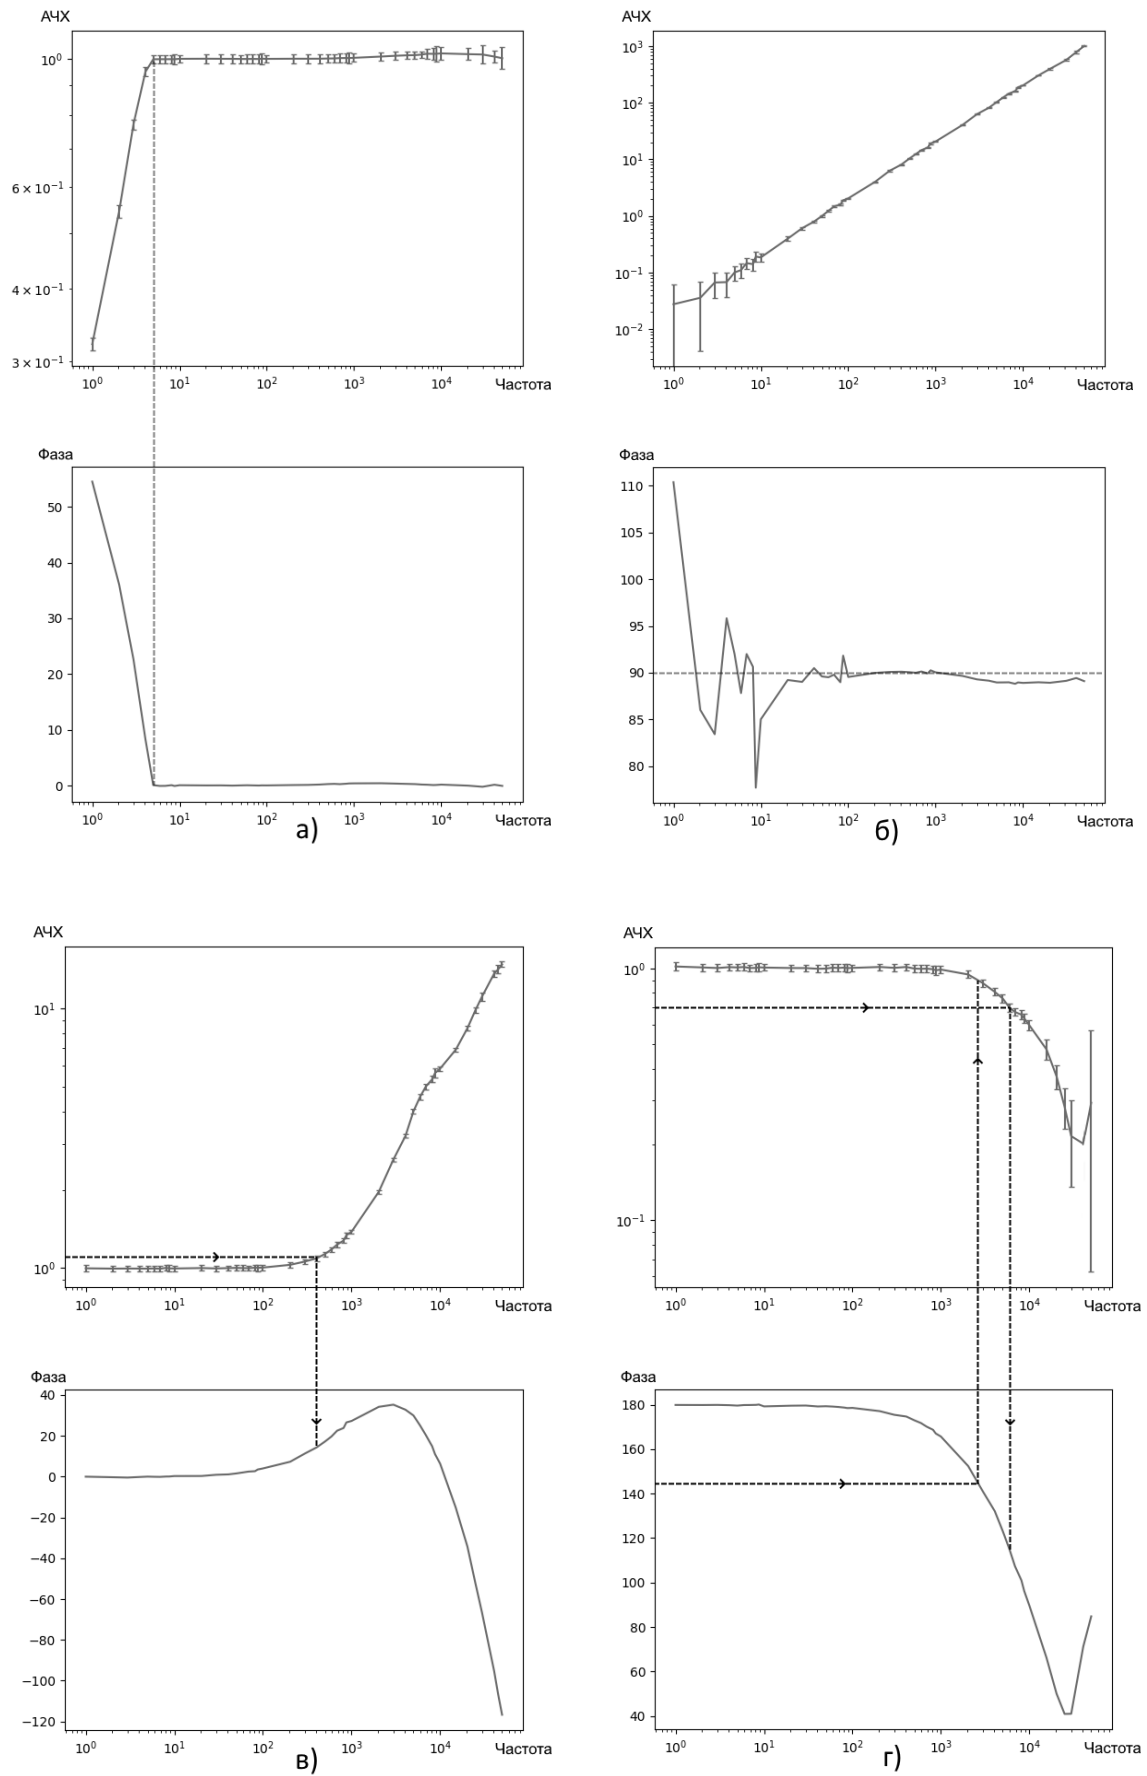 АЧХ
10⁰
6 × 10⁻¹
4 × 10⁻¹
3 × 10⁻¹
10⁰ 10¹ 10² 10³ 10⁴ Частота
Фаза
50
40
30
20
10
0
10⁰ 10¹ 10² 10³ 10⁴ Частота
а)
10³
10²
10¹
10⁰
10⁻¹
10⁻²
10⁰ 10¹ 10² 10³ 10⁴ Частота
Фаза
110
105
100
95
90
85
80
10⁰ 10¹ 10² 10³ 10⁴ Частота
б)
АЧХ
10¹
10⁰
10⁰ 10¹ 10² 10³ 10⁴ Частота
Фаза
40
20
0
−20
−40
−60
−80
−100
−120
10⁰ 10¹ 10² 10³ 10⁴ Частота
в)
АЧХ
10⁰
10⁻¹
10⁰ 10¹ 10² 10³ 10⁴ Частота
Фаза
180
160
140
120
100
80
60
40
10⁰ 10¹ 10² 10³ 10⁴ Частота
г)